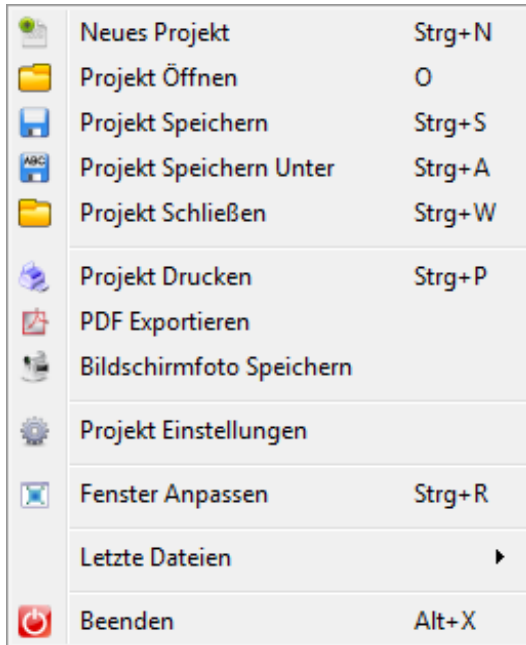 Neues Projekt Strg+N
Projekt Öffnen O
Projekt Speichern Strg+S
ABC Projekt Speichern Unter Strg+A
Projekt Schließen Strg+W
Projekt Drucken Strg+P
PDF Exportieren
Bildschirmfoto Speichern
Projekt Einstellungen
Fenster Anpassen Strg+R
Letzte Dateien
Beenden Alt+X